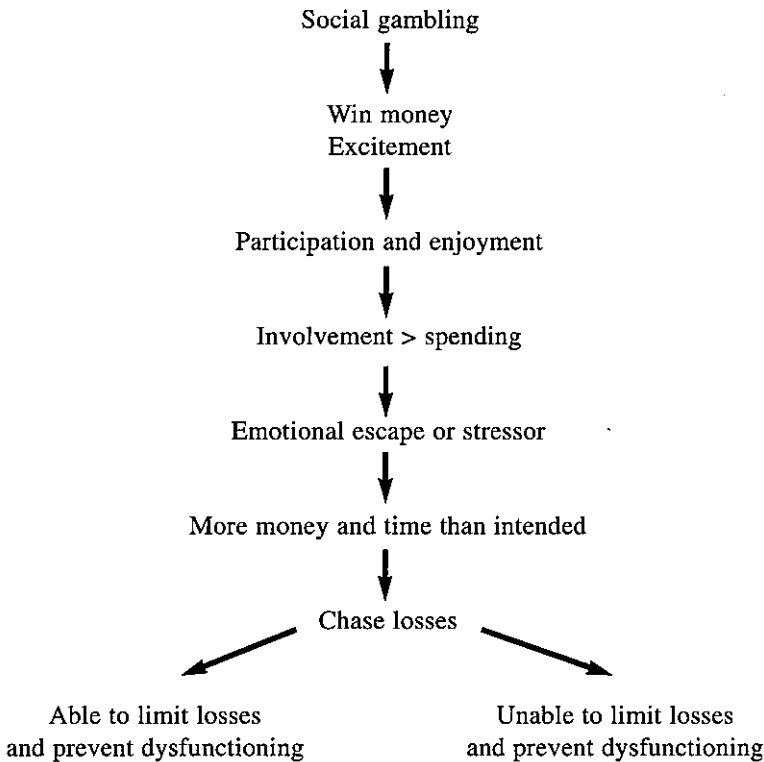 Social gambling
Win money
Excitement
Participation and enjoyment
Involvement > spending
Emotional escape or stressor
More money and time than intended
Chase losses
Able to limit losses
and prevent dysfunctioning
Unable to limit losses
and prevent dysfunctioning